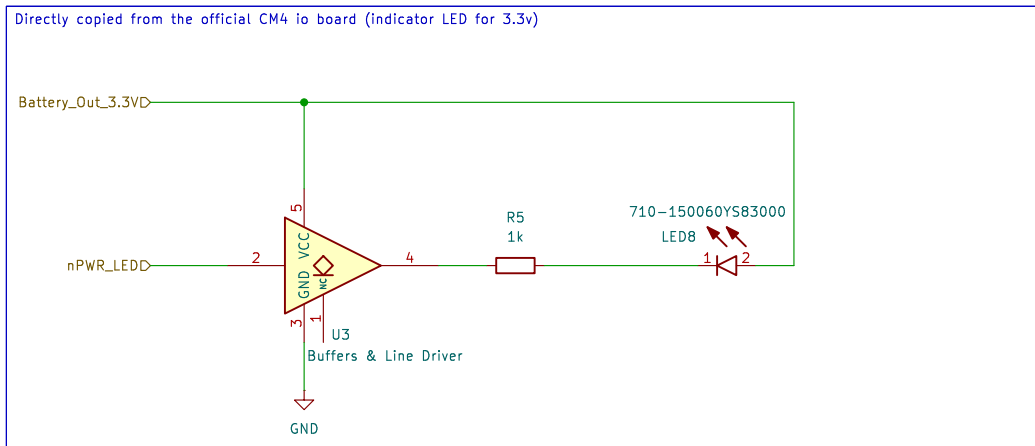 Directly copied from the official CM4 io board (indicator LED for 3.3v)
Battery_Out_3.3V
710-150060YS83000
R5
1k
LED8
5
VCC
nPWR_LED
2
4
1
2
GND
NC
3
1
U3
Buffers & Line Driver
GND